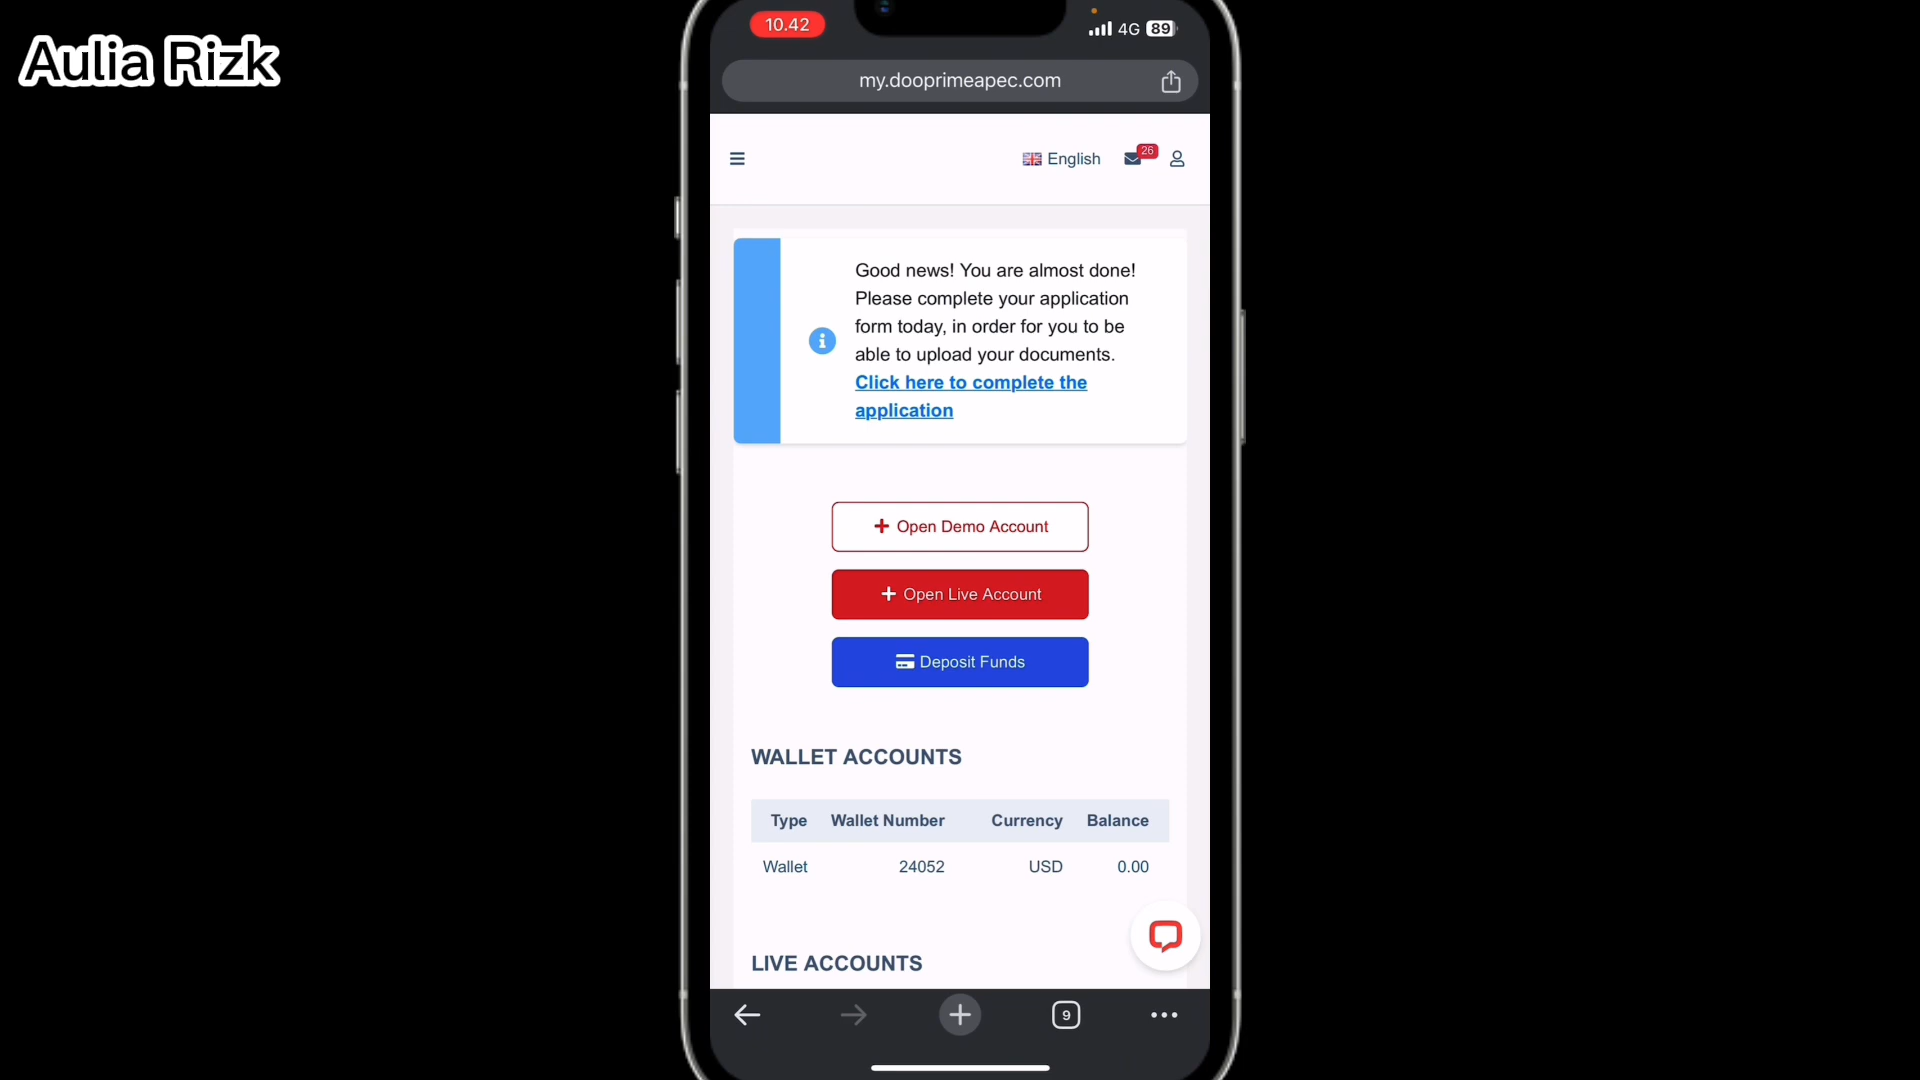 Aulia Rizk
10.42
4G 89
my.dooprimeapec.com
English
26
Good news! You are almost done!
Please complete your application
form today, in order for you to be
able to upload your documents.
Click here to complete the
application
Open Demo Account
Open Live Account
Deposit Funds
WALLET ACCOUNTS
Type Wallet Number Currency Balance
Wallet 24052 USD 0.00
LIVE ACCOUNTS
9